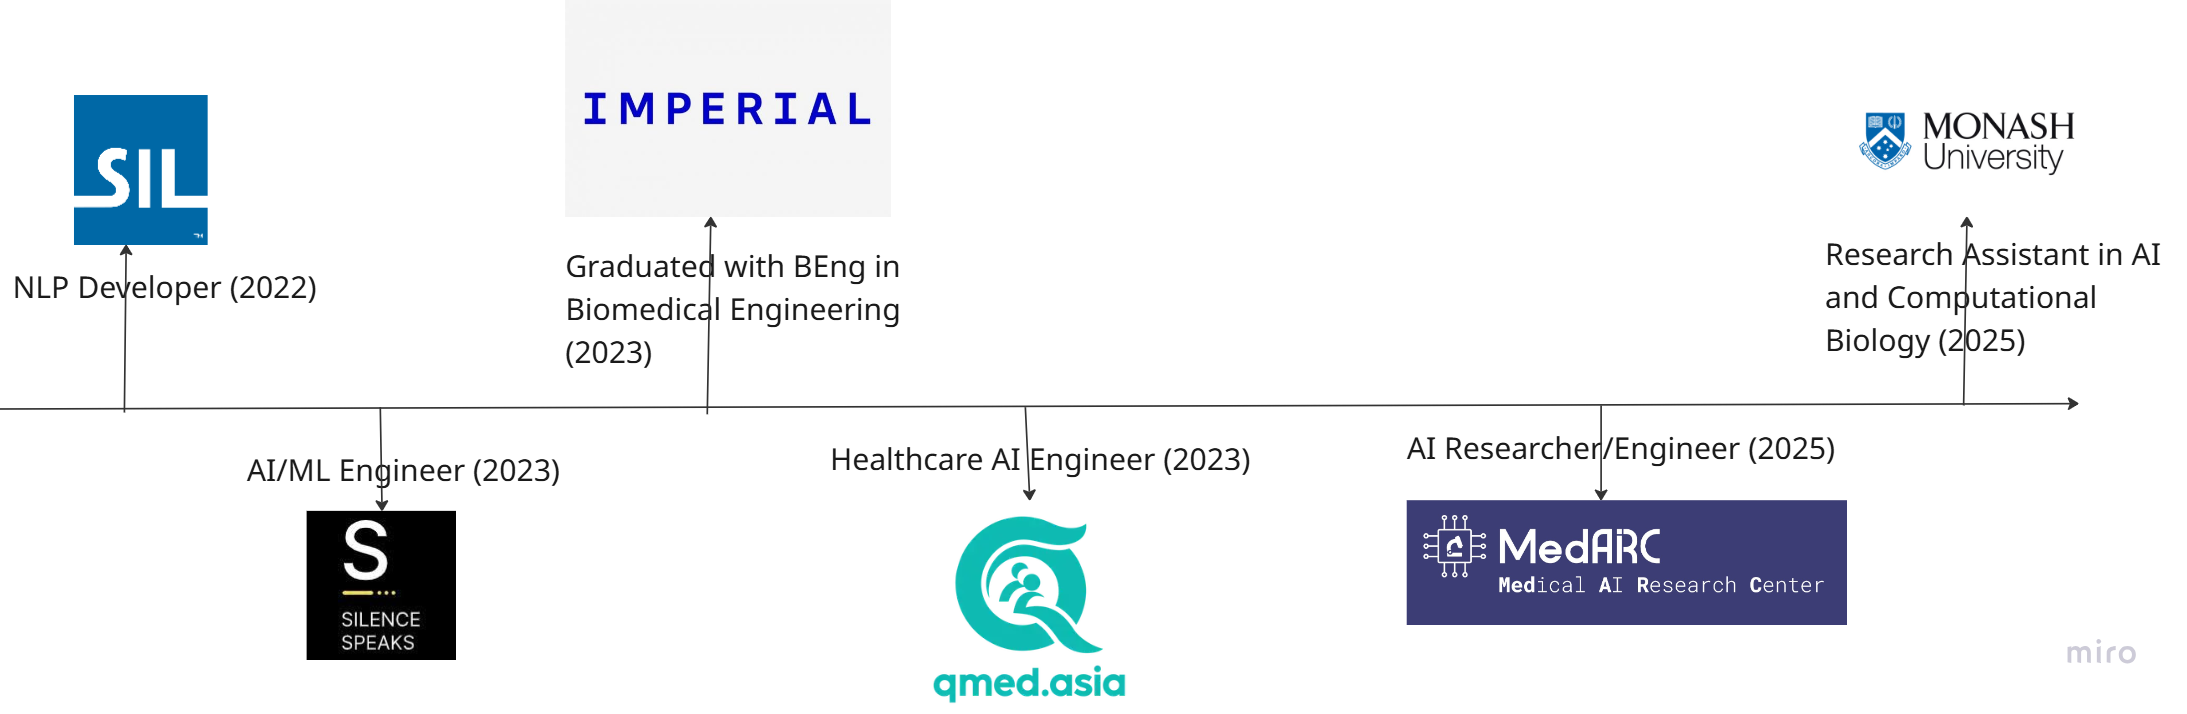 SIL
NLP Developer (2022)
AI/ML Engineer (2023)
S
SILENCE
SPEAKS
IMPERIAL
Graduated with BEng in
Biomedical Engineering
(2023)
Healthcare AI Engineer (2023)
qmed.asia
AI Researcher/Engineer (2025)
MedARC
Medical AI Research Center
MONASH
University
Research Assistant in AI
and Computational
Biology (2025)
miro